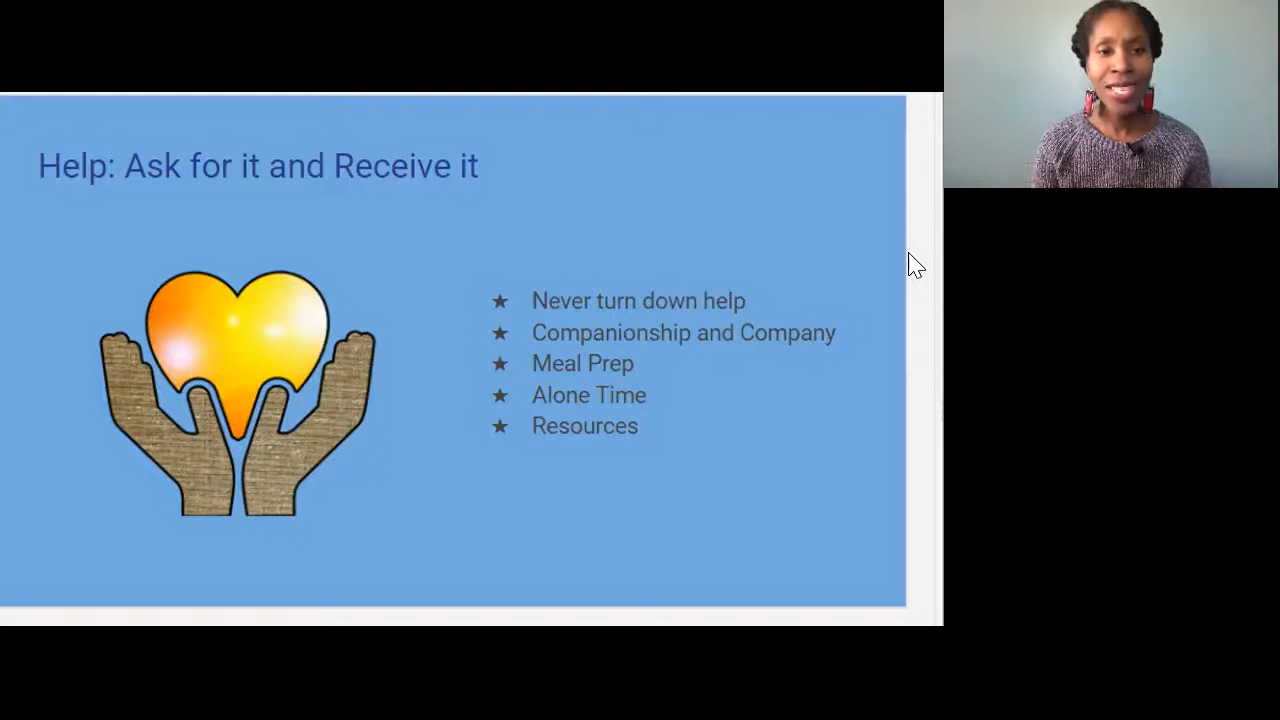 Help: Ask for it and Receive it
★ Never turn down help
★ Companionship and Company
★ Meal Prep
★ Alone Time
★ Resources